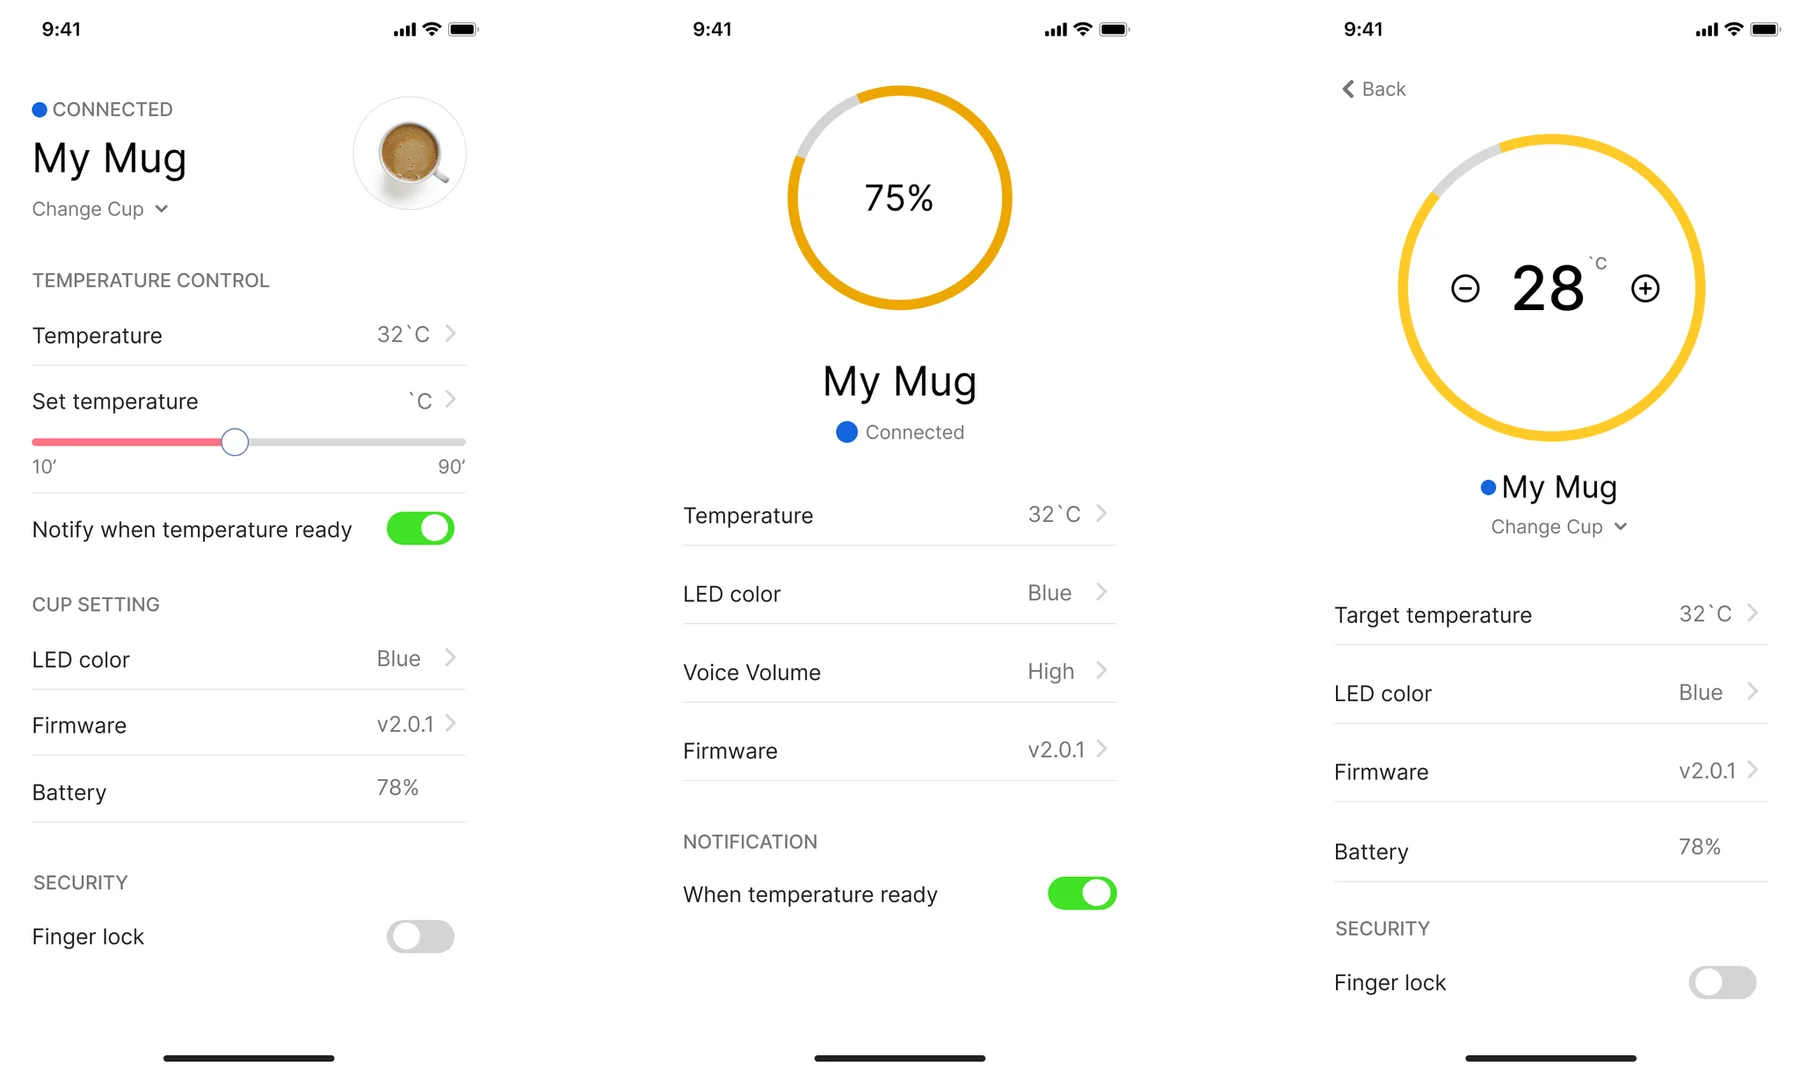 9:41
CONNECTED
My Mug
Change Cup
TEMPERATURE CONTROL
Temperature 32`C
Set temperature `C
10’ 90’
Notify when temperature ready
CUP SETTING
LED color Blue
Firmware v2.0.1
Battery 78%
SECURITY
Finger lock
9:41
75%
My Mug
Connected
Temperature 32`C
LED color Blue
Voice Volume High
Firmware v2.0.1
NOTIFICATION
When temperature ready
9:41
Back
28 `C
My Mug
Change Cup
Target temperature 32`C
LED color Blue
Firmware v2.0.1
Battery 78%
SECURITY
Finger lock